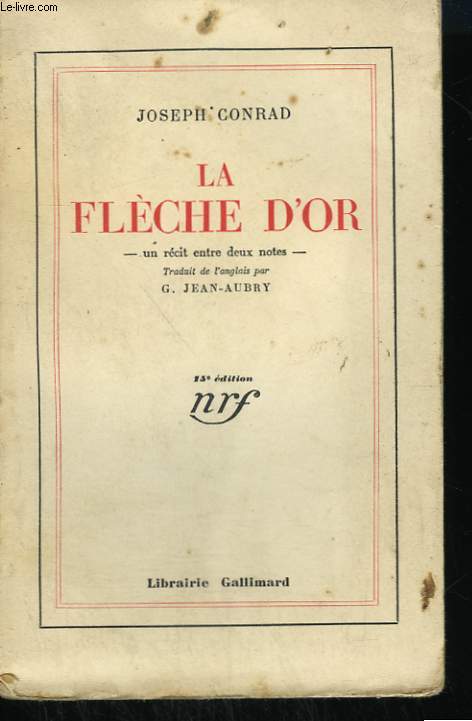 Le-livre.com
JOSEPH CONRAD
LA
FLÈCHE D'OR
— un récit entre deux notes —
Traduit de l'anglais par
G. JEAN-AUBRY
15e édition
nrf
Librairie Gallimard